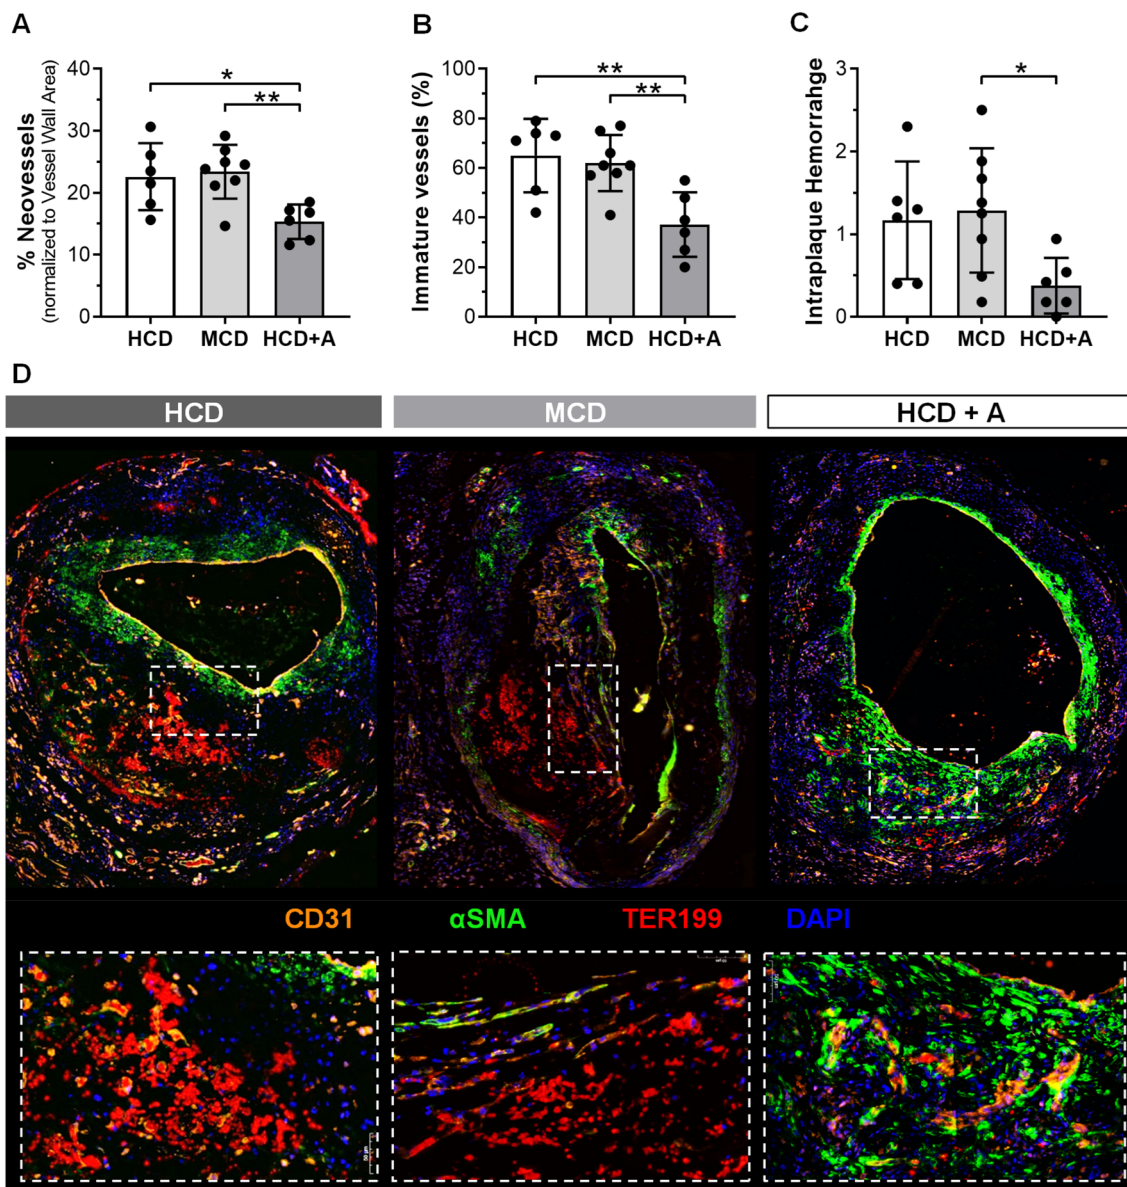 A
B
C
% Neovessels
(normalized to Vessel Wall Area)
40
30
20
10
0
*
**
HCD
MCD
HCD+A
Immature vessels (%)
100
80
60
40
20
0
**
**
HCD
MCD
HCD+A
Intraplaque Hemorrahge
3
2
1
0
*
HCD
MCD
HCD+A
D
HCD
MCD
HCD + A
CD31
αSMA
TER199
DAPI
50 µm